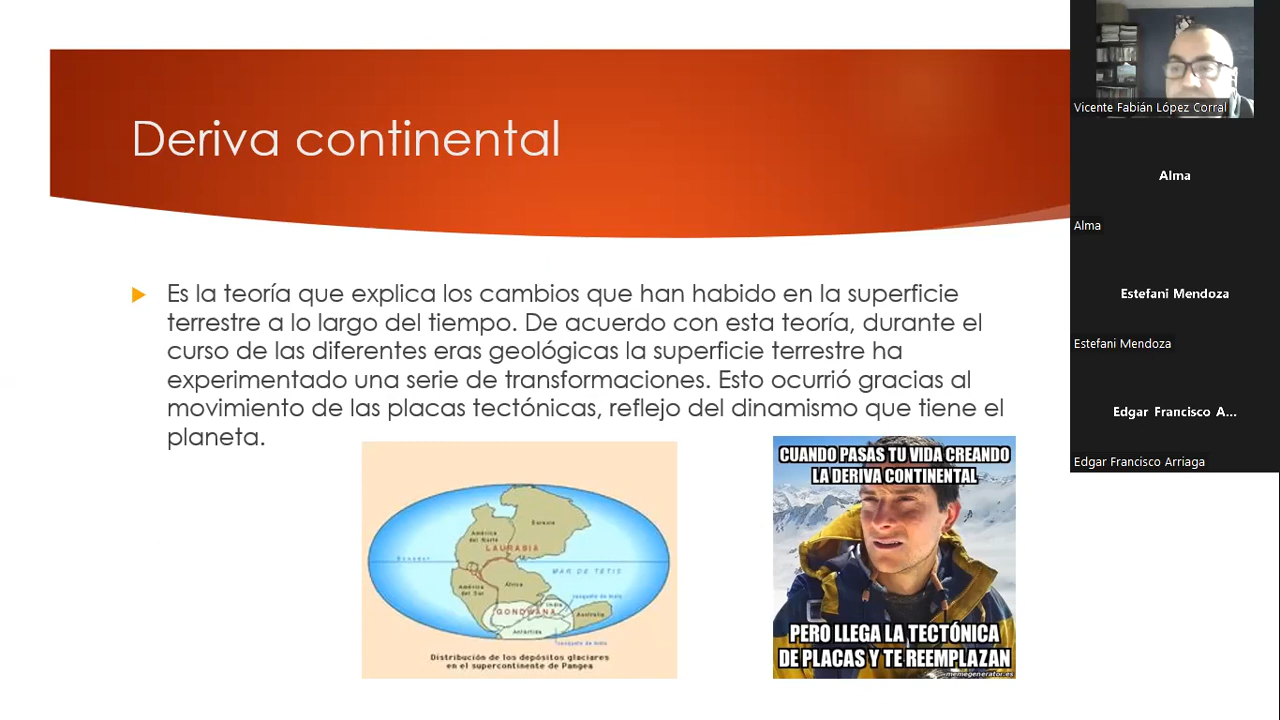 Deriva continental
Es la teoría que explica los cambios que han habido en la superficie
terrestre a lo largo del tiempo. De acuerdo con esta teoría, durante el
curso de las diferentes eras geológicas la superficie terrestre ha
experimentado una serie de transformaciones. Esto ocurrió gracias al
movimiento de las placas tectónicas, reflejo del dinamismo que tiene el
planeta.
Eurasia
América
del Norte
LAURASIA
Ecuador
MAR DE TETIS
África
América
del Sur
India
GONDWANA
Australia
Antártida
Distribución de los depósitos glaciares
en el supercontinente de Pangea
CUANDO PASAS TU VIDA CREANDO
LA DERIVA CONTINENTAL
PERO LLEGA LA TECTÓNICA
DE PLACAS Y TE REEMPLAZAN
memegenerator.es
Vicente Fabián López Corral
Alma
Alma
Estefani Mendoza
Estefani Mendoza
Edgar Francisco A...
Edgar Francisco Arriaga